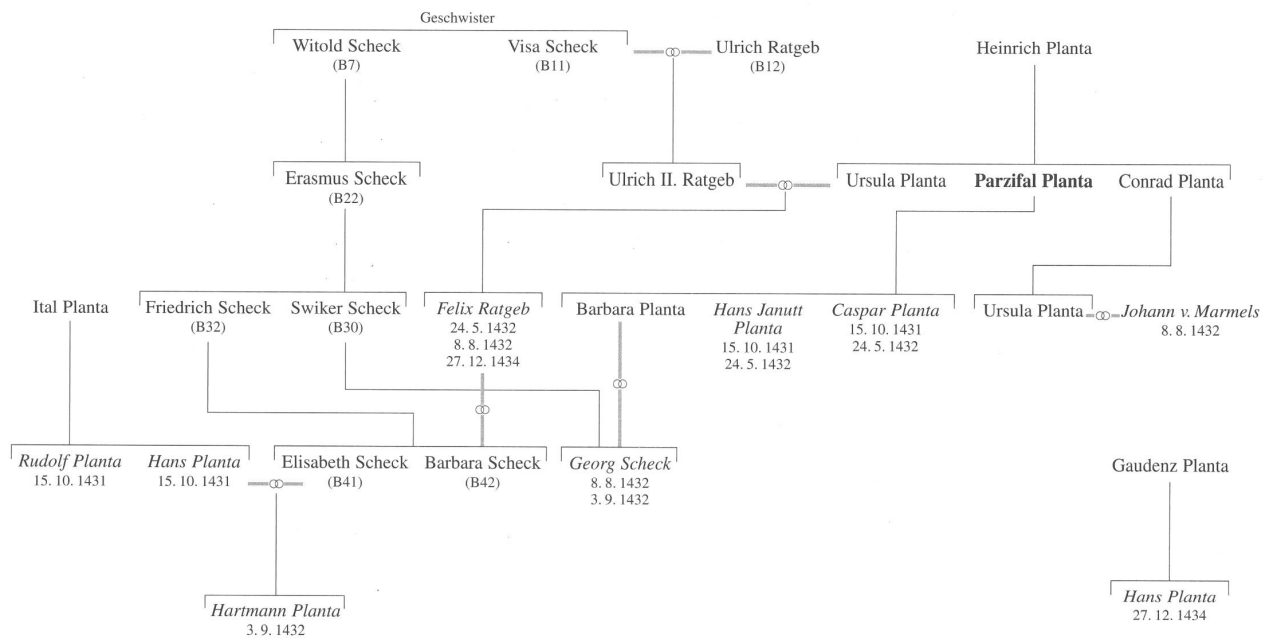 Geschwister
Witold Scheck
(B7)
Visa Scheck
(B11)
Ulrich Ratgeb
(B12)
Heinrich Planta
Erasmus Scheck
(B22)
Ulrich II. Ratgeb
Ursula Planta
Parzifal Planta
Conrad Planta
Ital Planta
Friedrich Scheck
(B32)
Swiker Scheck
(B30)
Felix Ratgeb
24. 5. 1432
8. 8. 1432
27. 12. 1434
Barbara Planta
Hans Janutt
Planta
15. 10. 1431
24. 5. 1432
Caspar Planta
15. 10. 1431
24. 5. 1432
Ursula Planta
Johann v. Marmels
8. 8. 1432
Rudolf Planta
15. 10. 1431
Hans Planta
15. 10. 1431
Elisabeth Scheck
(B41)
Barbara Scheck
(B42)
Georg Scheck
8. 8. 1432
3. 9. 1432
Gaudenz Planta
Hartmann Planta
3. 9. 1432
Hans Planta
27. 12. 1434